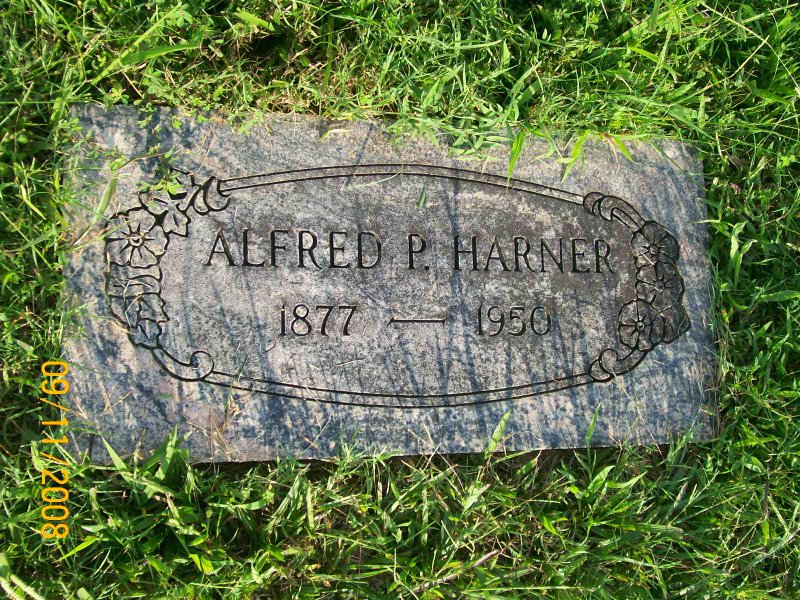 ALFRED P. HARNER
1877 — 1950
09/11/2008